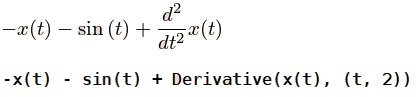 −x(t) − sin (t) + d²/dt² x(t)
-x(t) - sin(t) + Derivative(x(t), (t, 2))